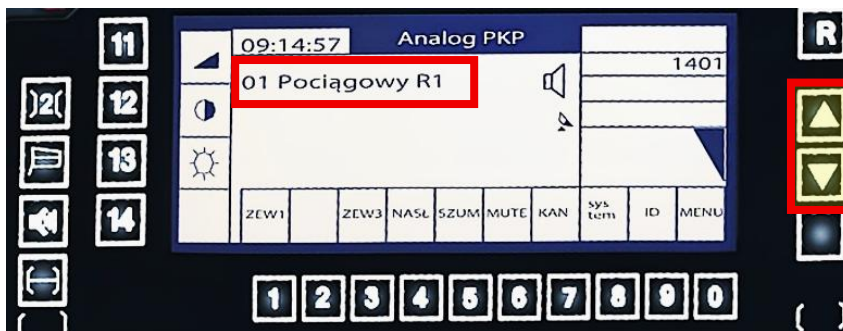 11
12
13
14
)2(
09:14:57
Analog PKP
1401
01 Pociągowy R1
ZEW1 ZEW3 NASŁ SZUM MUTE KAN sys tem ID MENU
1 2 3 4 5 6 7 8 9 0
R